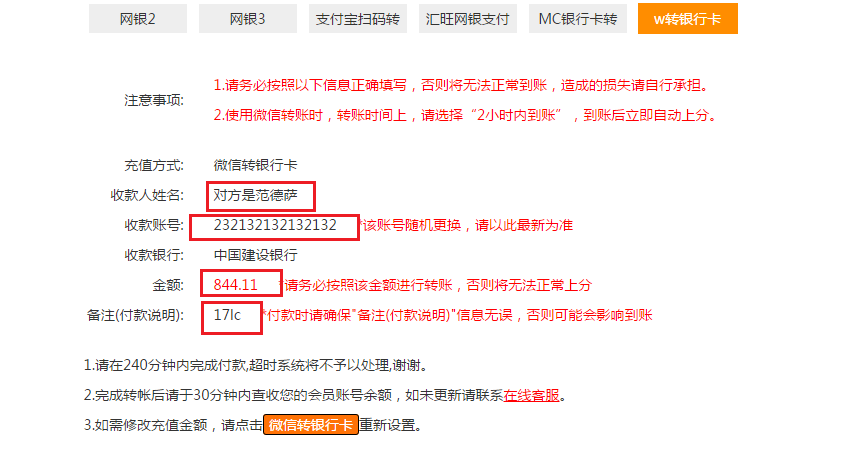 网银2 网银3 支付宝扫码转 汇旺网银支付 MC银行卡转 w转银行卡
1.请务必按照以下信息正确填写，否则将无法正常到账，造成的损失请自行承担。
注意事项:
2.使用微信转账时，转账时间上，请选择“2小时内到账”，到账后立即自动上分。
充值方式: 微信转银行卡
收款人姓名: 对方是范德萨
收款账号: 232132132132132 *该账号随机更换，请以此最新为准
收款银行: 中国建设银行
金额: 844.11 *请务必按照该金额进行转账，否则将无法正常上分
备注(付款说明): 17lc *付款时请确保"备注(付款说明)"信息无误，否则可能会影响到账
1.请在240分钟内完成付款,超时系统将不予以处理,谢谢。
2.完成转帐后请于30分钟内查收您的会员账号余额，如未更新请联系在线客服。
3.如需修改充值金额，请点击 微信转银行卡 重新设置。